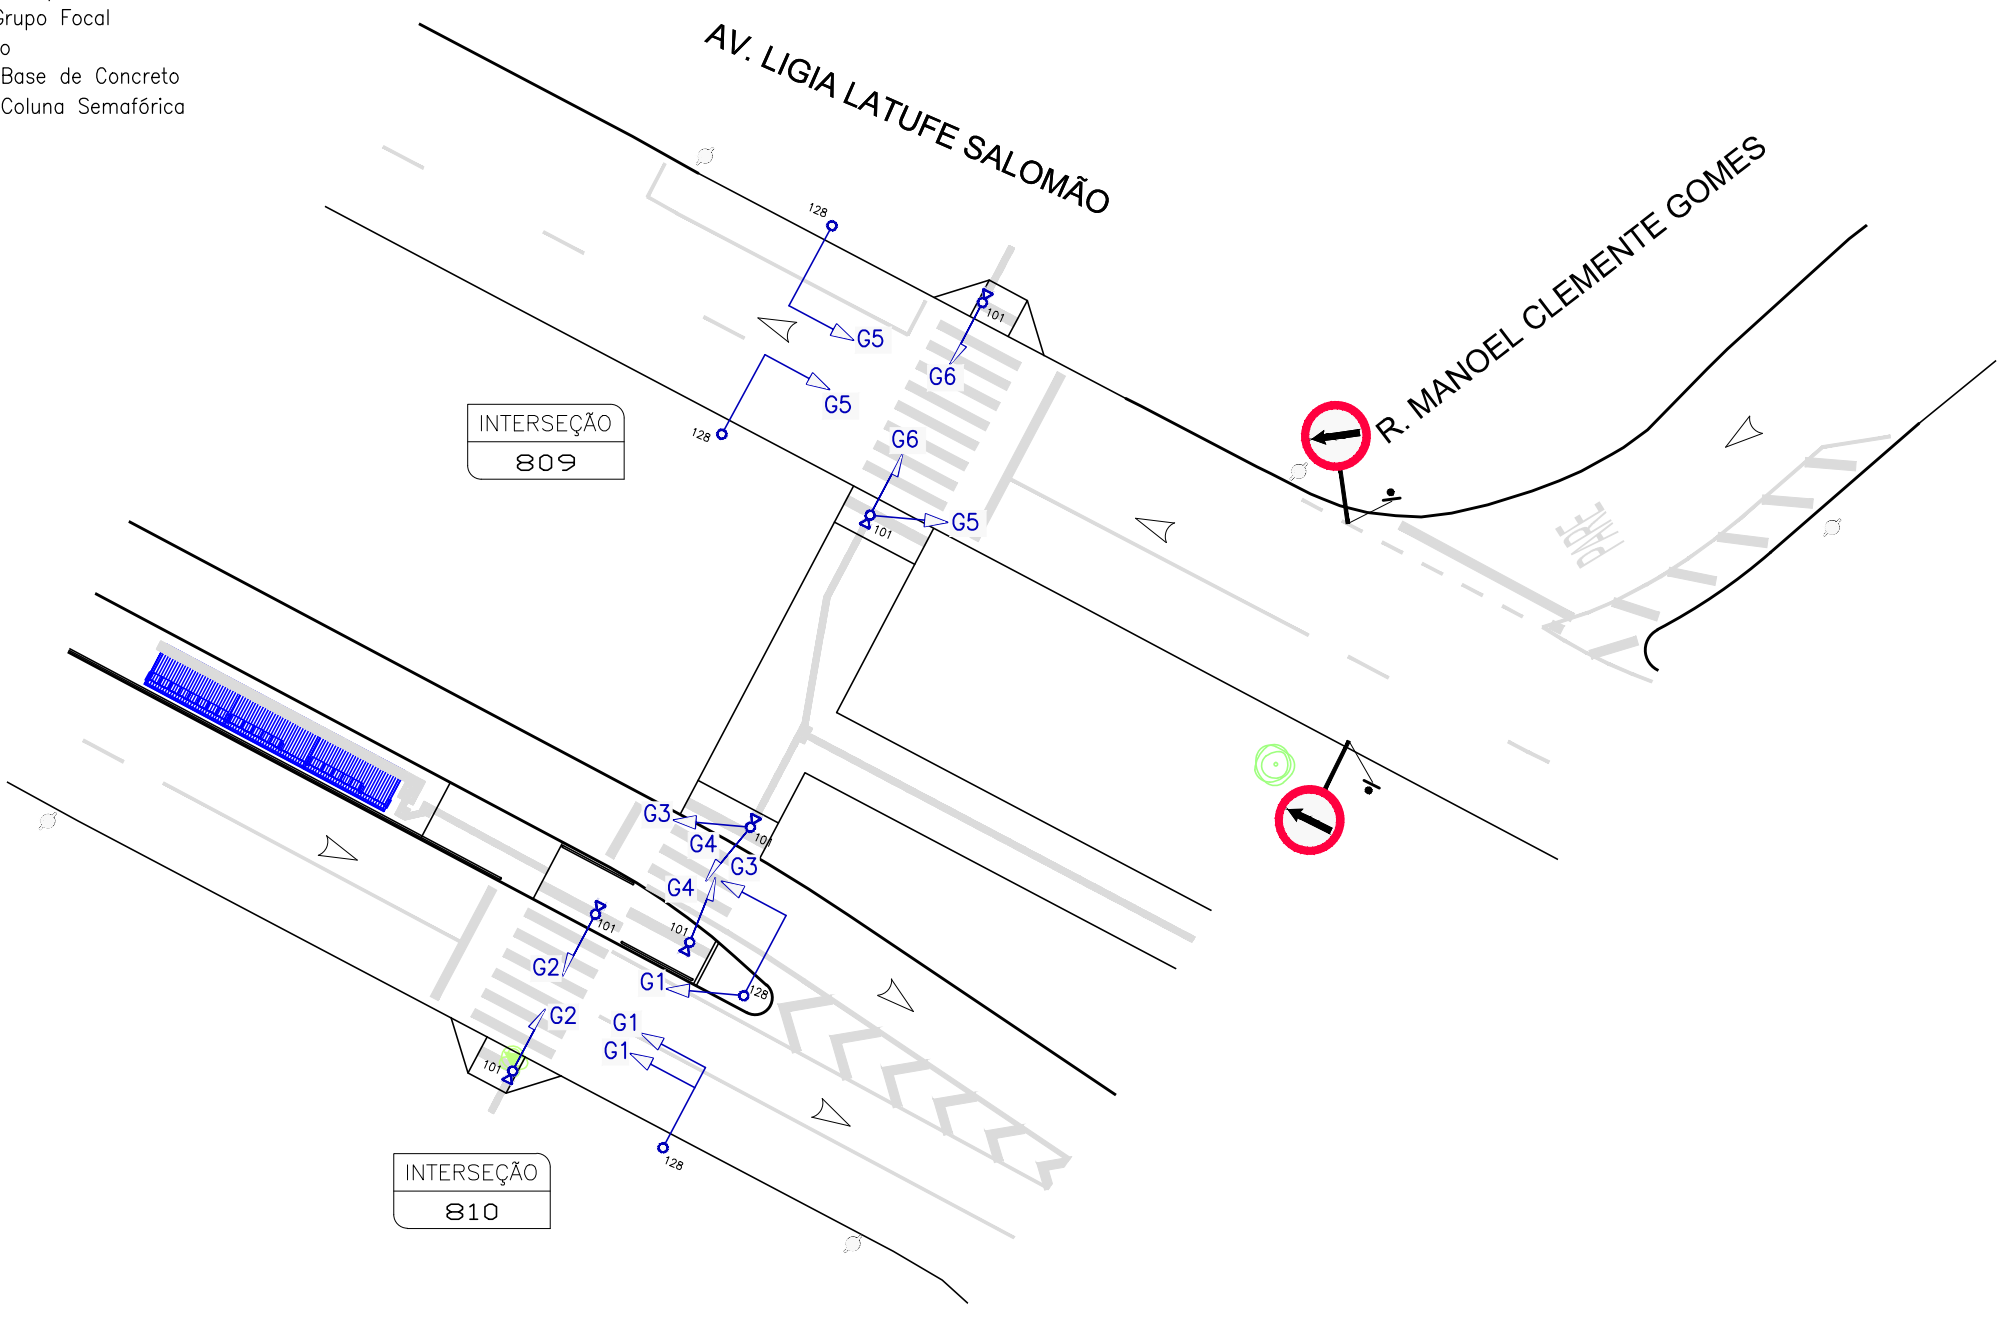 Grupo Focal
o
Base de Concreto
Coluna Semafórica
AV. LIGIA LATUFE SALOMÃO
R. MANOEL CLEMENTE GOMES
128
G5
101
G6
G5
128
INTERSEÇÃO
809
G6
G5
101
PARE
G3
101
G4
G3
G4
101
101
G2
G1
128
G2
G1
G1
101
128
INTERSEÇÃO
810